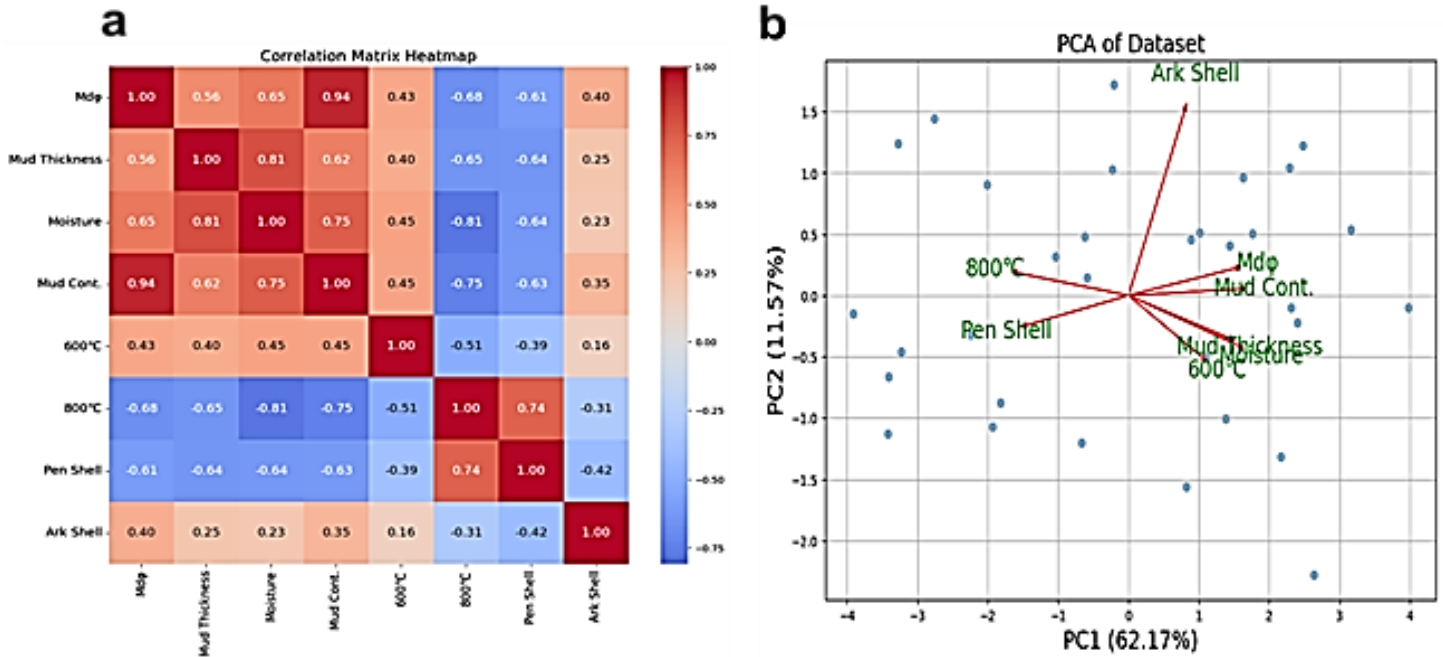 a
Correlation Matrix Heatmap
Mdφ 1.00 0.56 0.65 0.94 0.43 -0.68 -0.61 0.40
Mud Thickness 0.56 1.00 0.81 0.62 0.40 -0.65 -0.64 0.25
Moisture 0.65 0.81 1.00 0.75 0.45 -0.81 -0.64 0.23
Mud Cont. 0.94 0.62 0.75 1.00 0.45 -0.75 -0.63 0.35
600℃ 0.43 0.40 0.45 0.45 1.00 -0.51 -0.39 0.16
800℃ -0.68 -0.65 -0.81 -0.75 -0.51 1.00 0.74 -0.31
Pen Shell -0.61 -0.64 -0.64 -0.63 -0.39 0.74 1.00 -0.42
Ark Shell 0.40 0.25 0.23 0.35 0.16 -0.31 -0.42 1.00
Mdφ Mud Thickness Moisture Mud Cont. 600℃ 800℃ Pen Shell Ark Shell
1.00
0.75
0.50
0.25
0.00
−0.25
−0.50
−0.75
b
PCA of Dataset
Ark Shell
Mdφ
800℃
Mud Cont.
Pen Shell
Mud Thickness
Moisture
600℃
PC2 (11.57%)
1.5
1.0
0.5
0.0
−0.5
−1.0
−1.5
−2.0
−4 −3 −2 −1 0 1 2 3 4
PC1 (62.17%)